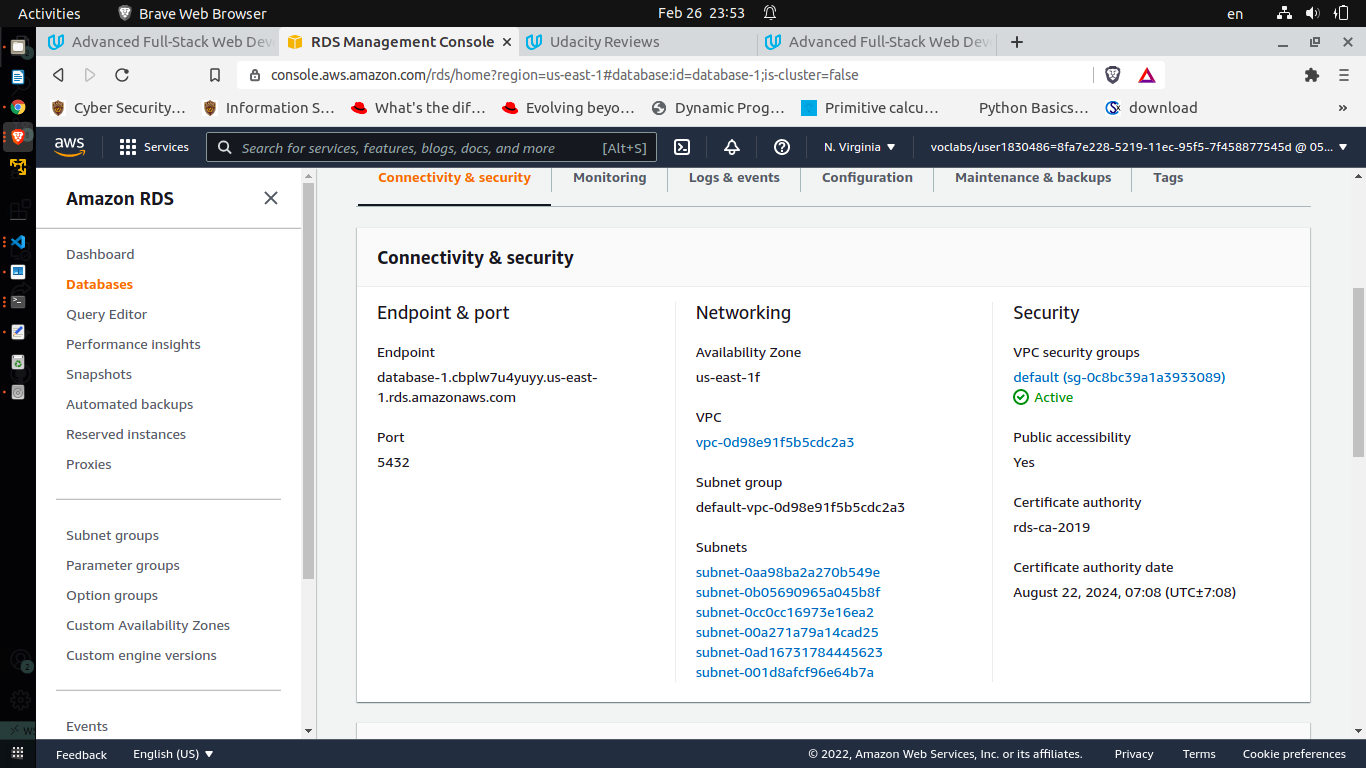 Activities Brave Web Browser Feb 26 23:53 en
Advanced Full-Stack Web Dev RDS Management Console Udacity Reviews Advanced Full-Stack Web Dev
console.aws.amazon.com/rds/home?region=us-east-1#database:id=database-1;is-cluster=false
Cyber Security... Information S... What's the dif... Evolving beyo... Dynamic Prog... Primitive calcu... Python Basics... download »
aws Services Search for services, features, blogs, docs, and more [Alt+S] N. Virginia voclabs/user1830486=8fa7e228-5219-11ec-95f5-7f458877545d @ 05...
Amazon RDS
Dashboard
Databases
Query Editor
Performance insights
Snapshots
Automated backups
Reserved instances
Proxies
Subnet groups
Parameter groups
Option groups
Custom Availability Zones
Custom engine versions
Events
Connectivity & security Monitoring Logs & events Configuration Maintenance & backups Tags
Connectivity & security
Endpoint & port
Endpoint
database-1.cbplw7u4yuyy.us-east-
1.rds.amazonaws.com
Port
5432
Networking
Availability Zone
us-east-1f
VPC
vpc-0d98e91f5b5cdc2a3
Subnet group
default-vpc-0d98e91f5b5cdc2a3
Subnets
subnet-0aa98ba2a270b549e
subnet-0b05690965a045b8f
subnet-0cc0cc16973e16ea2
subnet-00a271a79a14cad25
subnet-0ad16731784445623
subnet-001d8afcf96e64b7a
Security
VPC security groups
default (sg-0c8bc39a1a3933089)
Active
Public accessibility
Yes
Certificate authority
rds-ca-2019
Certificate authority date
August 22, 2024, 07:08 (UTC±7:08)
Feedback English (US) © 2022, Amazon Web Services, Inc. or its affiliates. Privacy Terms Cookie preferences